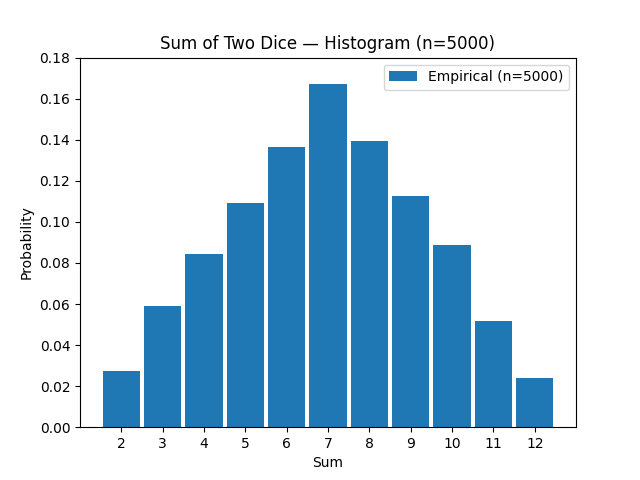 Sum of Two Dice — Histogram (n=5000)
Empirical (n=5000)
0.18
0.16
0.14
0.12
0.10
0.08
0.06
0.04
0.02
0.00
Probability
2 3 4 5 6 7 8 9 10 11 12
Sum